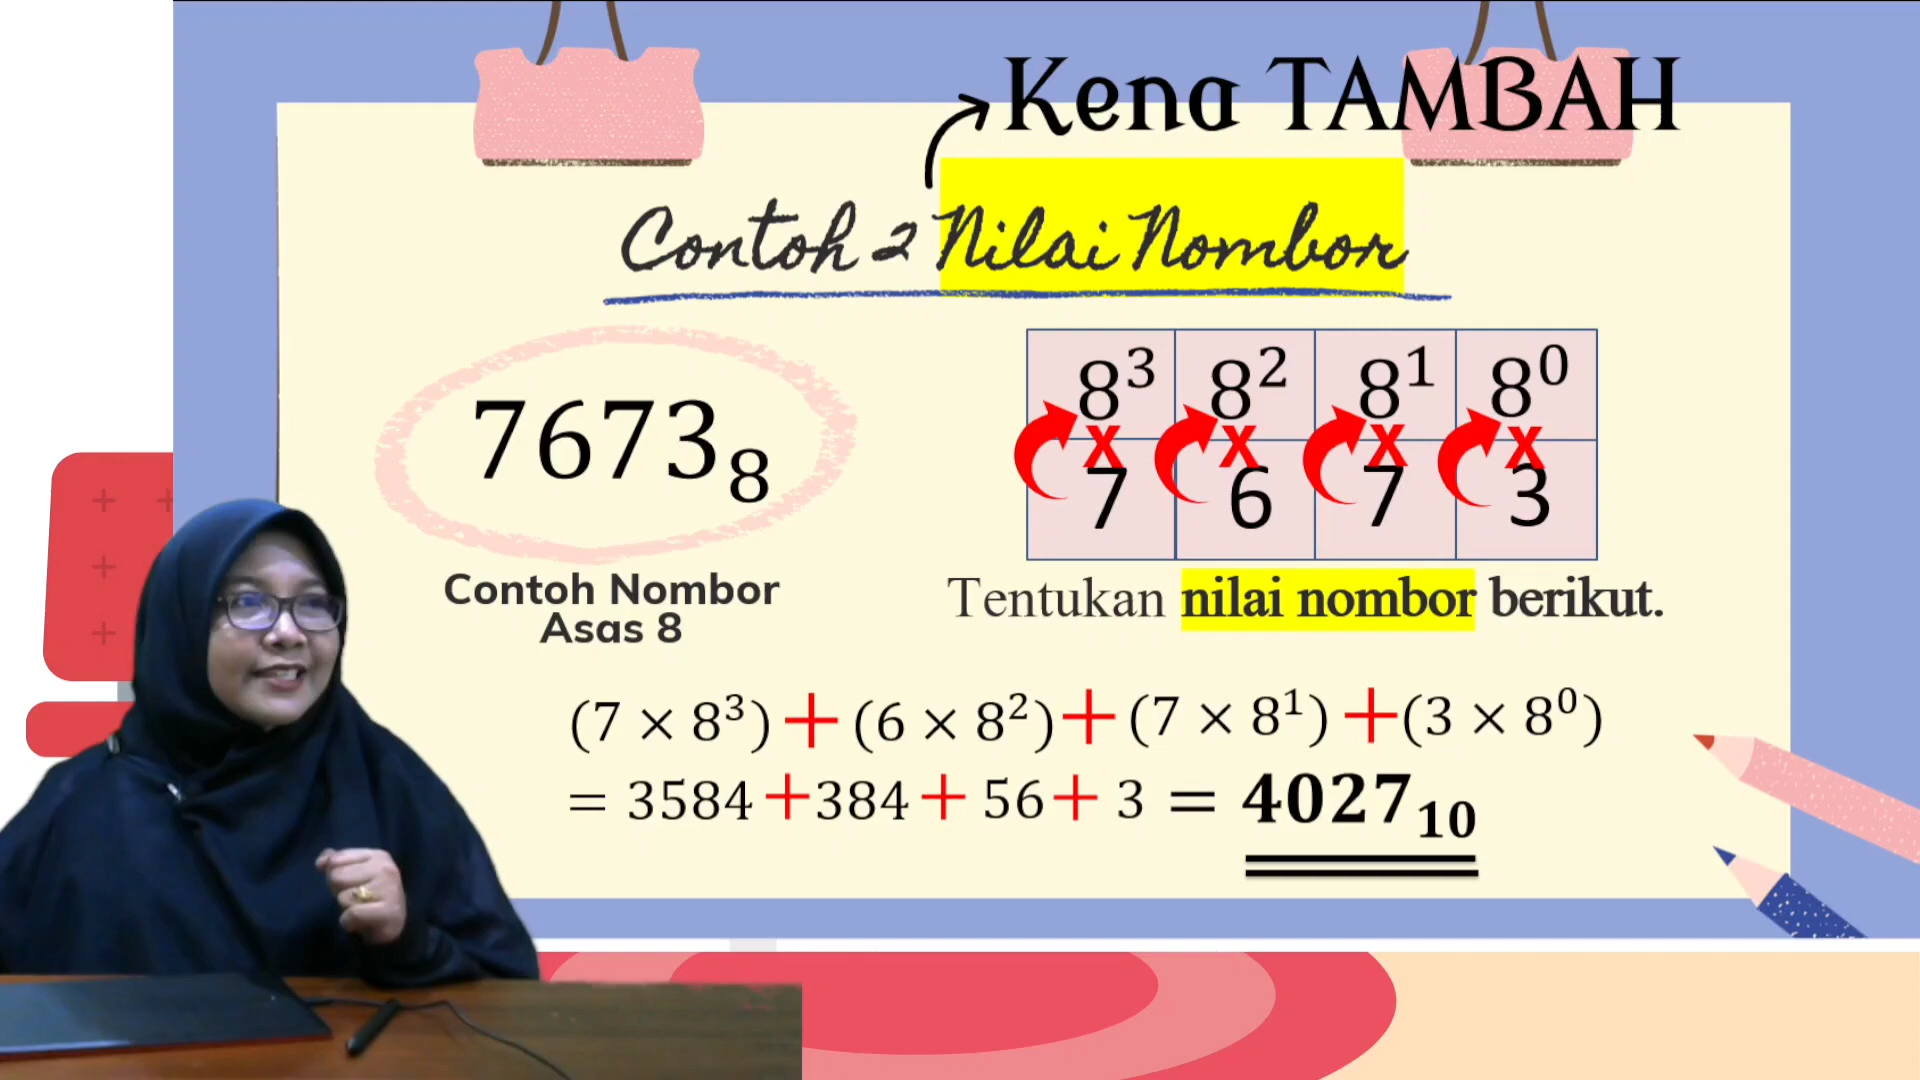 Kena TAMBAH
Contoh 2 Nilai Nombor
7673₈
8³ 8² 8¹ 8⁰
x x x x
7 6 7 3
Contoh Nombor
Asas 8
Tentukan nilai nombor berikut.
(7 × 8³) + (6 × 8²) + (7 × 8¹) + (3 × 8⁰)
= 3584 + 384 + 56 + 3 = 4027₁₀